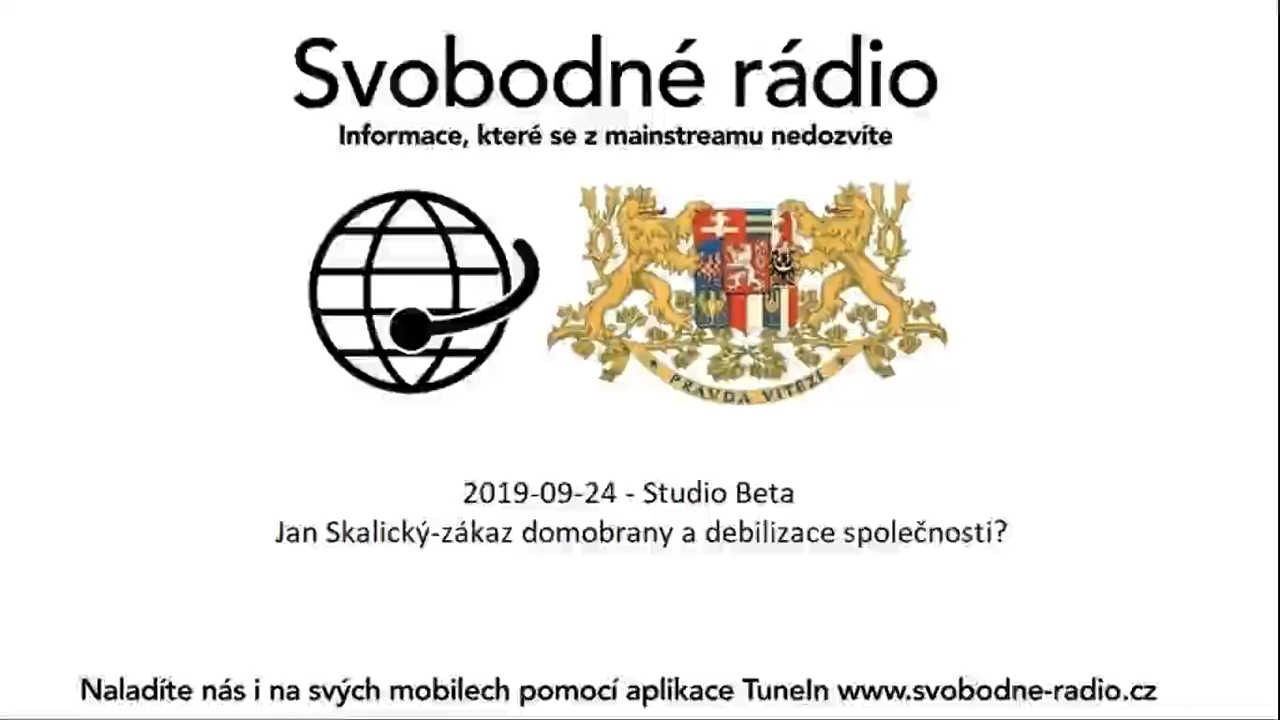 Svobodné rádio
Informace, které se z mainstreamu nedozvíte
PRAVDA VÍTĚZÍ
2019-09-24 - Studio Beta
Jan Skalický-zákaz domobrany a debilizace společnosti?
Naladíte nás i na svých mobilech pomocí aplikace TuneIn www.svobodne-radio.cz